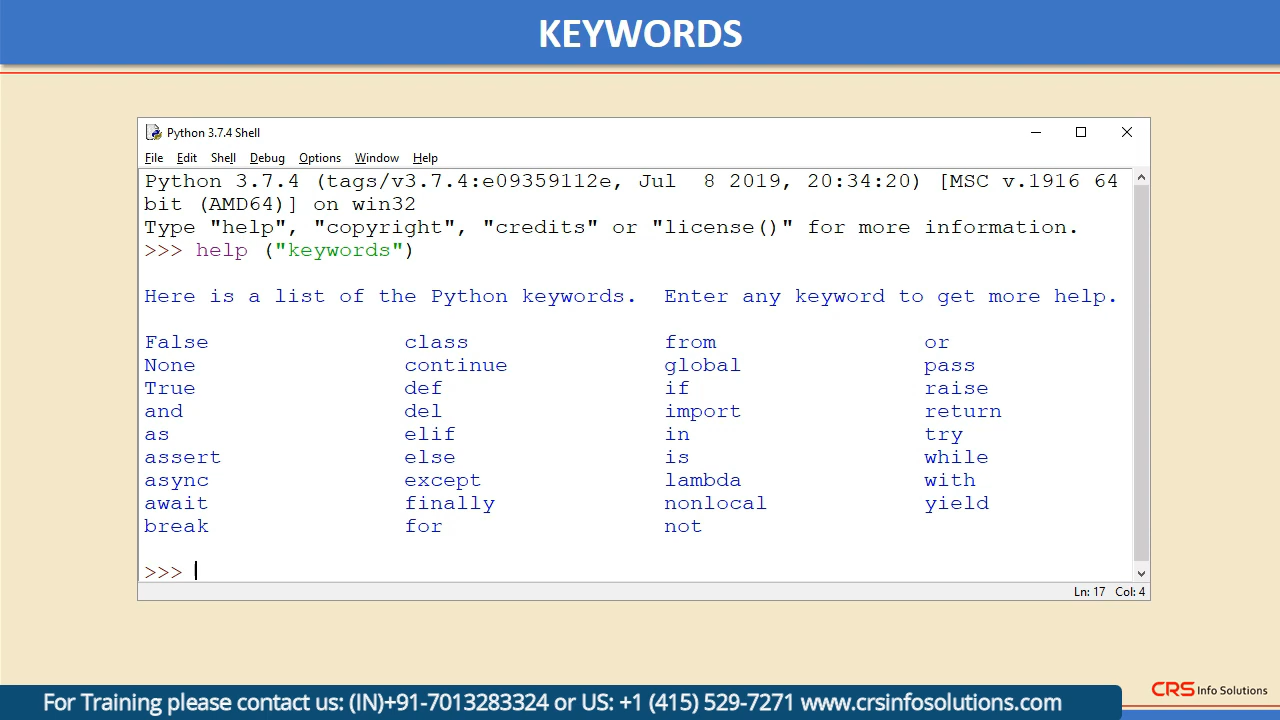 KEYWORDS
Python 3.7.4 Shell
File Edit Shell Debug Options Window Help
Python 3.7.4 (tags/v3.7.4:e09359112e, Jul  8 2019, 20:34:20) [MSC v.1916 64
bit (AMD64)] on win32
Type "help", "copyright", "credits" or "license()" for more information.
>>> help ("keywords")
Here is a list of the Python keywords.  Enter any keyword to get more help.
False class from or
None continue global pass
True def if raise
and del import return
as elif in try
assert else is while
async except lambda with
await finally nonlocal yield
break for not
>>>
Ln: 17 Col: 4
For Training please contact us: (IN)+91-7013283324 or US: +1 (415) 529-7271 www.crsinfosolutions.com
CRS Info Solutions